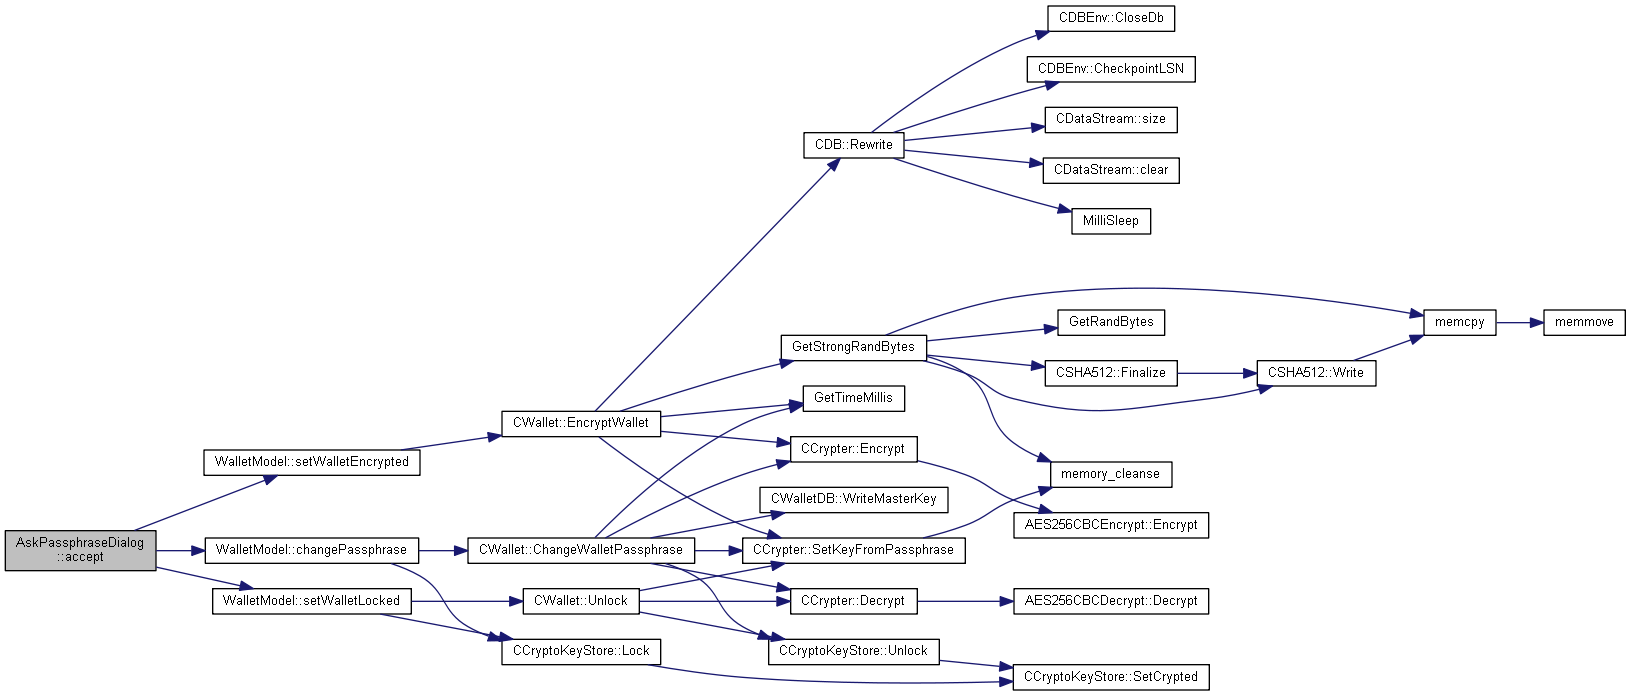 CDBEnv::CloseDb
CDBEnv::CheckpointLSN
CDataStream::size
CDB::Rewrite
CDataStream::clear
MilliSleep
GetRandBytes
memcpy
memmove
GetStrongRandBytes
CSHA512::Finalize
CSHA512::Write
GetTimeMillis
CWallet::EncryptWallet
CCrypter::Encrypt
WalletModel::setWalletEncrypted
memory_cleanse
CWalletDB::WriteMasterKey
AES256CBCEncrypt::Encrypt
AskPassphraseDialog
::accept
WalletModel::changePassphrase
CWallet::ChangeWalletPassphrase
CCrypter::SetKeyFromPassphrase
WalletModel::setWalletLocked
CWallet::Unlock
CCrypter::Decrypt
AES256CBCDecrypt::Decrypt
CCryptoKeyStore::Lock
CCryptoKeyStore::Unlock
CCryptoKeyStore::SetCrypted